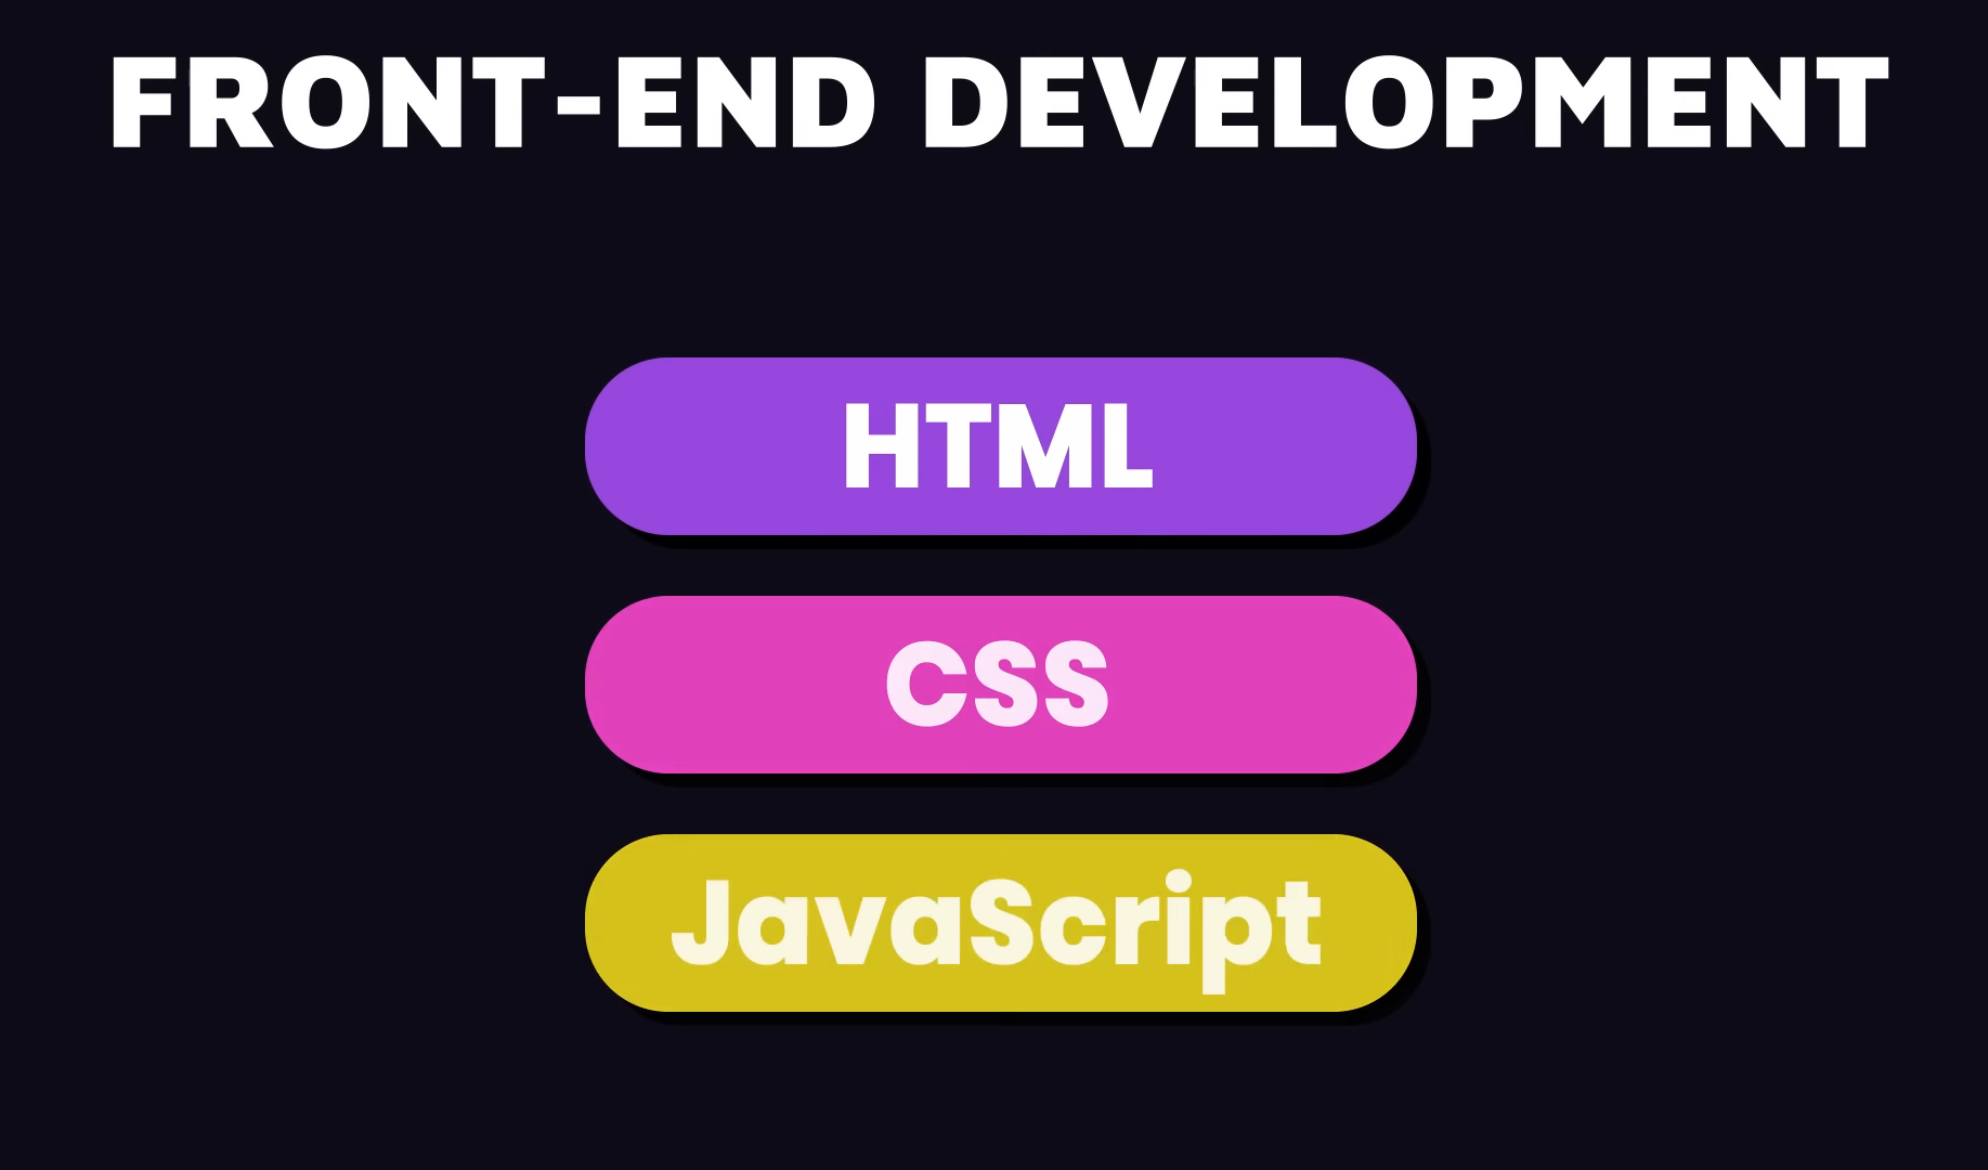 FRONT-END DEVELOPMENT
HTML
CSS
JavaScript